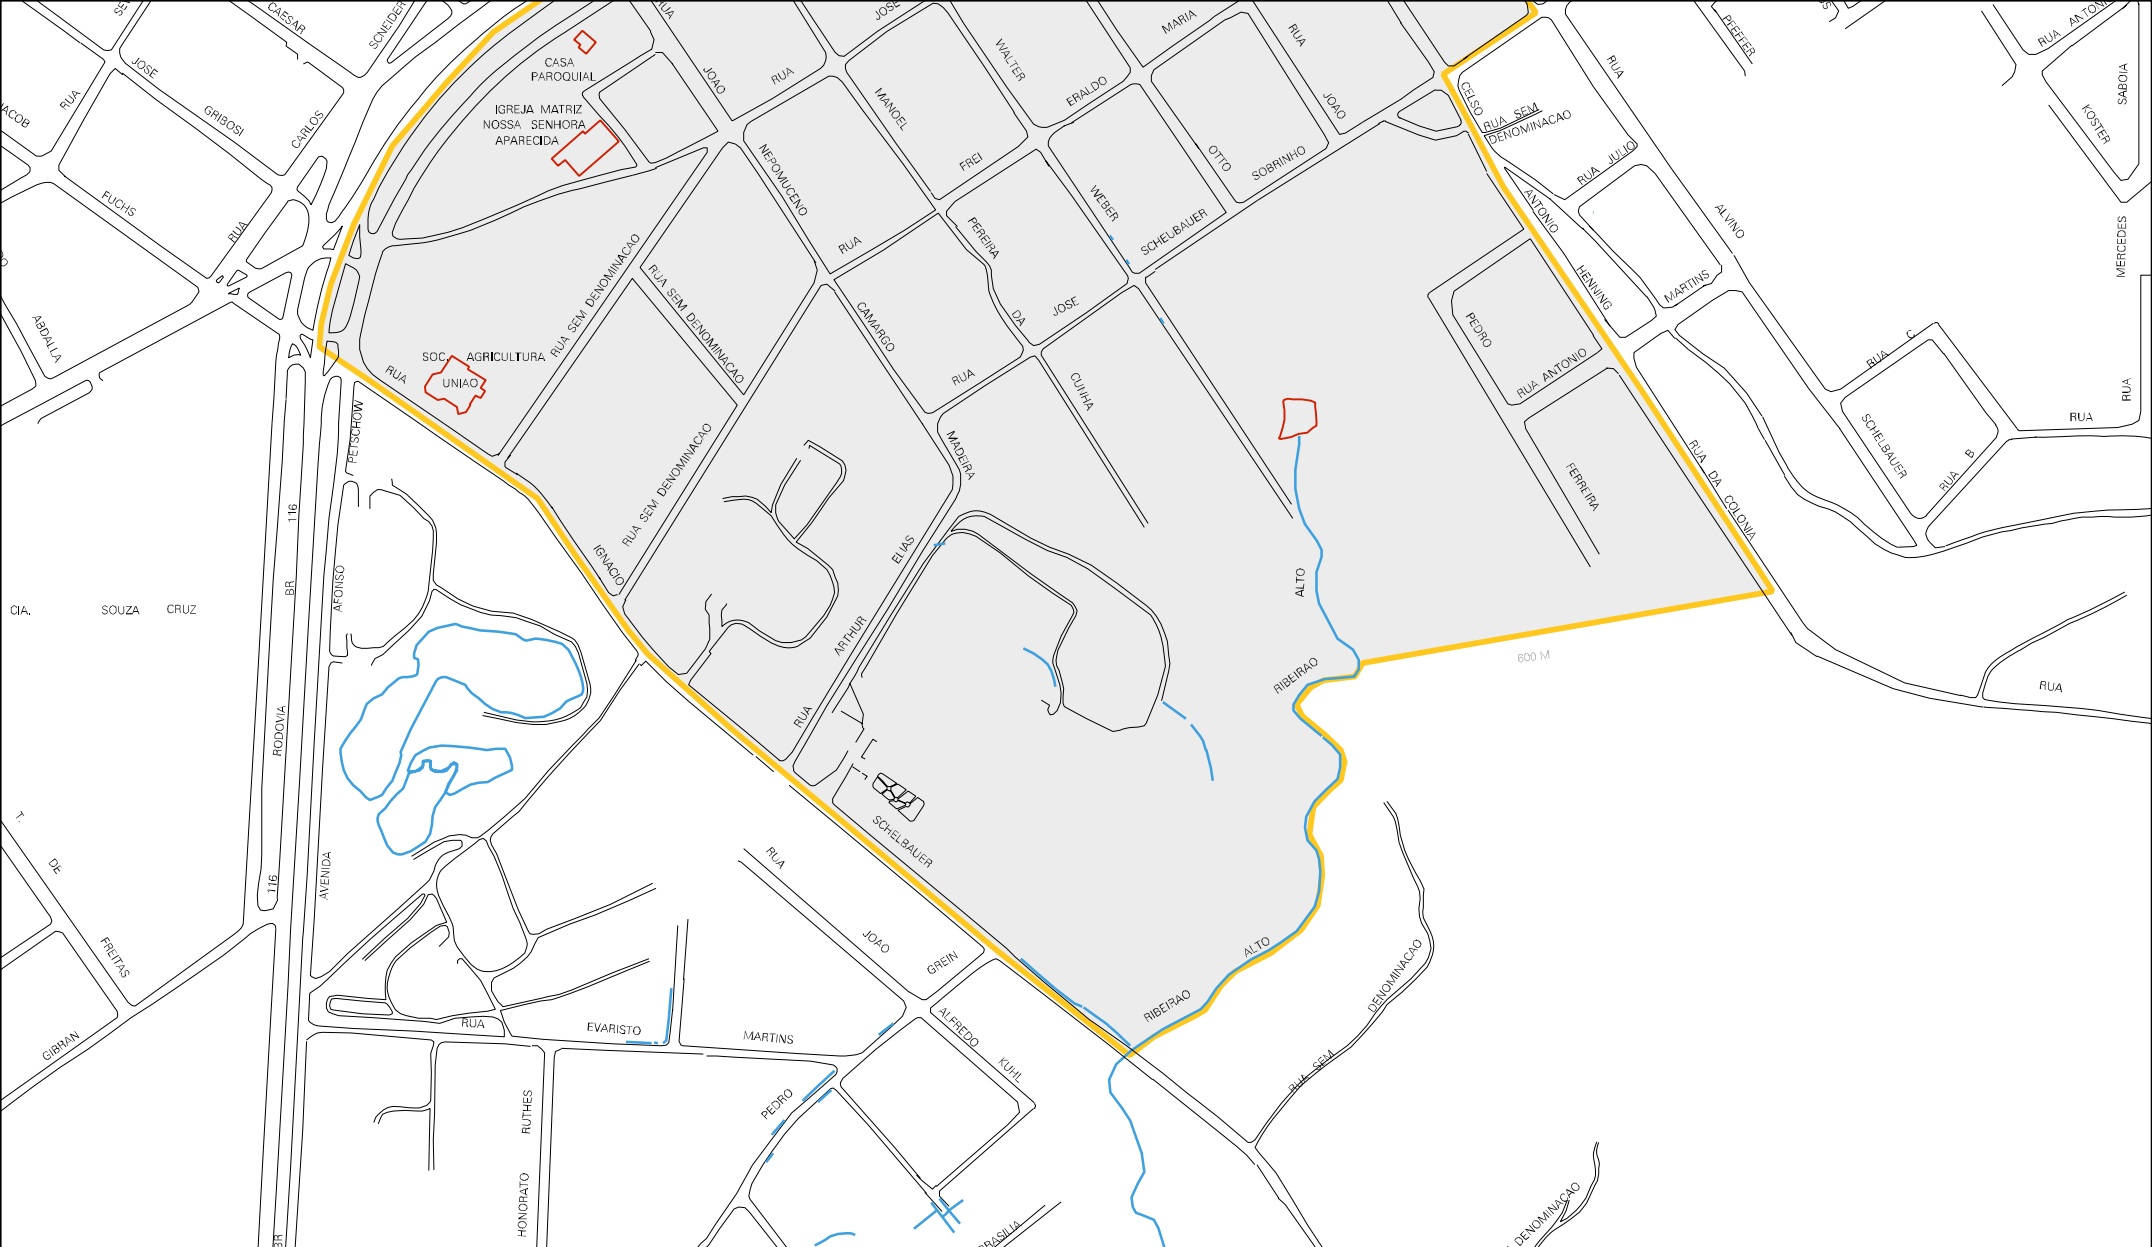 CAESAR
SCNEIDER
RUA
JOSE
WALTER
MARIA
RUA
PFEFFER
RUA ANTONI
JOSE
CASA
PAROQUIAL
JOAO
RUA
ERALDO
RUA
SABOIA
JACOB
RUA
GRIBOSI
CARLOS
IGREJA MATRIZ
NOSSA SENHORA
APARECIDA
MANOEL
JOAO
CELSO
RUA SEM
DENOMINACAO
KOSTER
FUCHS
RUA
NEPOMUCENO
FREI
OTTO
SOBRINHO
RUA JULIO
WEBER
ANTONIO
ALVINO
RUA
PEREIRA
SCHEUBAUER
MERCEDES
RUA SEM DENOMINACAO
RUA SEM DENOMINACAO
HENNING
MARTINS
ABDALLA
CAMARGO
DA
JOSE
PEDRO
RUA C
SOC. AGRICULTURA
UNIAO
RUA
RUA
CUNHA
RUA ANTONIO
RUA
RUA
PETSCHOW
SCHELBAUER
RUA B
MADEIRA
RUA SEM DENOMINACAO
FERREIRA
RUA DA COLONIA
116
BR
AFONSO
IGNACIO
ELIAS
ALTO
CIA. SOUZA CRUZ
ARTHUR
RIBEIRAO
600 M
RUA
RODOVIA
RUA
T.
DE
FREITAS
116
AVENIDA
SCHELBAUER
RUA
JOAO
GREIN
ALTO
DENOMINACAO
RIBEIRAO
GIBRAN
RUA
EVARISTO
MARTINS
ALFREDO
KUHL
RUA SEM
PEDRO
RUTHES
HONORATO
BR
BRASILIA
DENOMINACAO